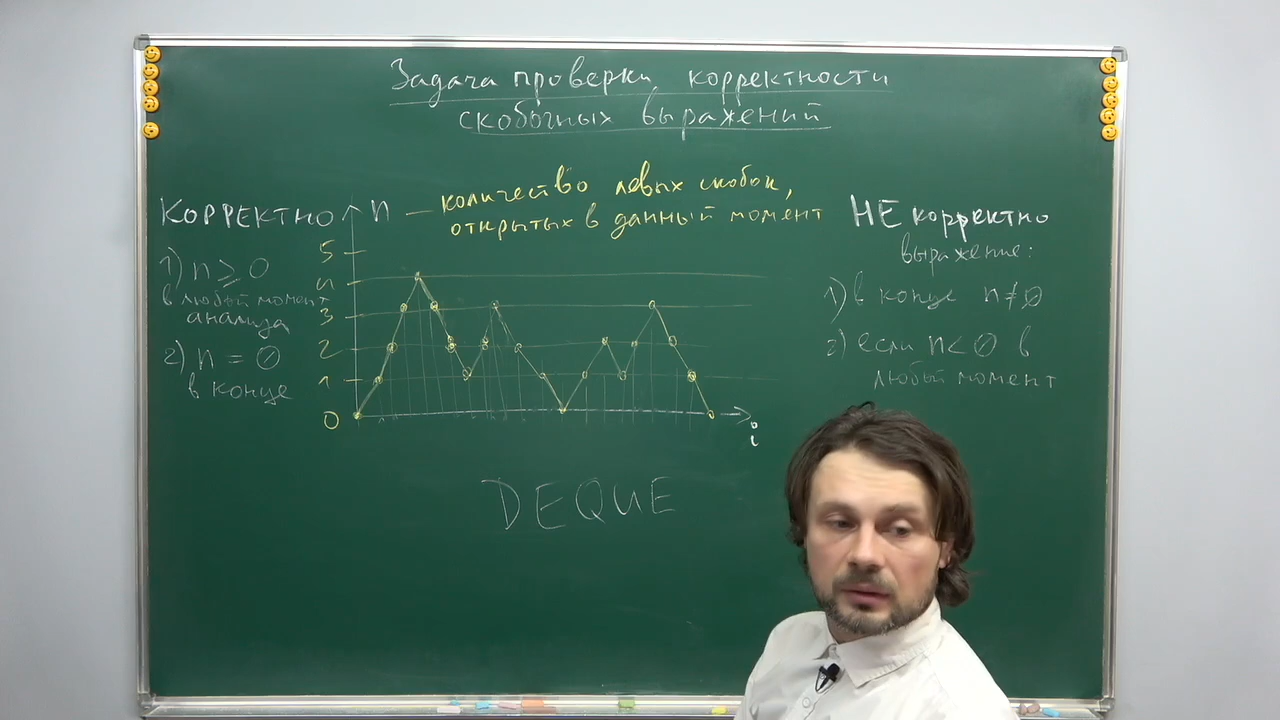 Задача проверки корректности
скобочных выражений
КОРРЕКТНО
1) n ⩾ 0
в любой момент
анализа
2) n = 0
в конце
n — количество левых скобок,
открытых в данный момент
5
4
3
2
1
0
i
НЕ корректно
выражение:
1) в конце n ≠ 0
2) если n < 0 в
любый момент
DEQUE